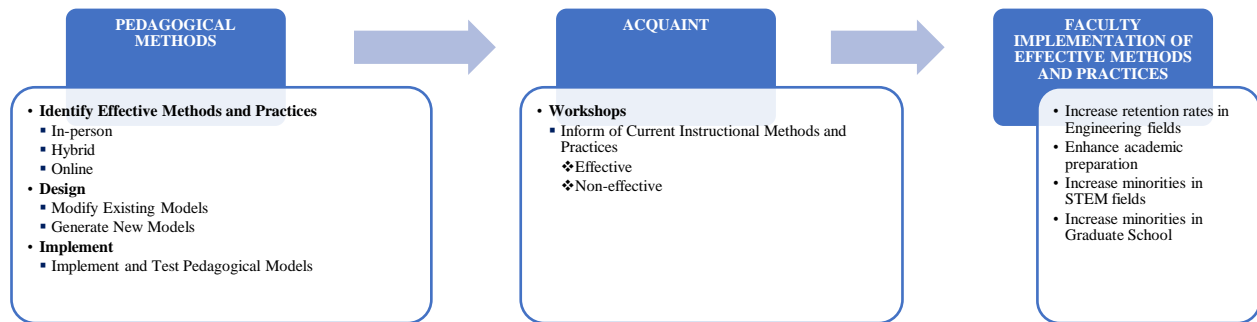 PEDAGOGICAL
METHODS
• Identify Effective Methods and Practices
▪ In-person
▪ Hybrid
▪ Online
• Design
▪ Modify Existing Models
▪ Generate New Models
• Implement
▪ Implement and Test Pedagogical Models
ACQUAINT
• Workshops
▪ Inform of Current Instructional Methods and
Practices
❖Effective
❖Non-effective
FACULTY
IMPLEMENTATION OF
EFFECTIVE METHODS
AND PRACTICES
• Increase retention rates in
Engineering fields
• Enhance academic
preparation
• Increase minorities in
STEM fields
• Increase minorities in
Graduate School